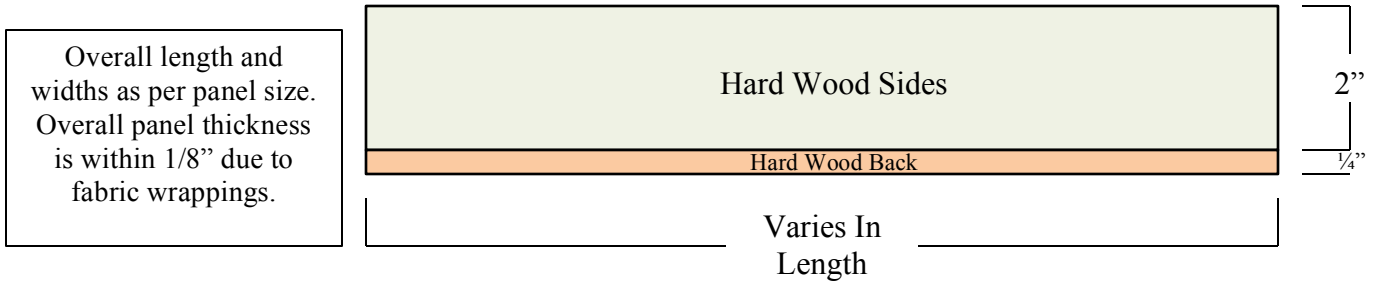 Overall length and
widths as per panel size.
Overall panel thickness
is within 1/8” due to
fabric wrappings.
Hard Wood Sides
2”
Hard Wood Back
¼”
Varies In
Length